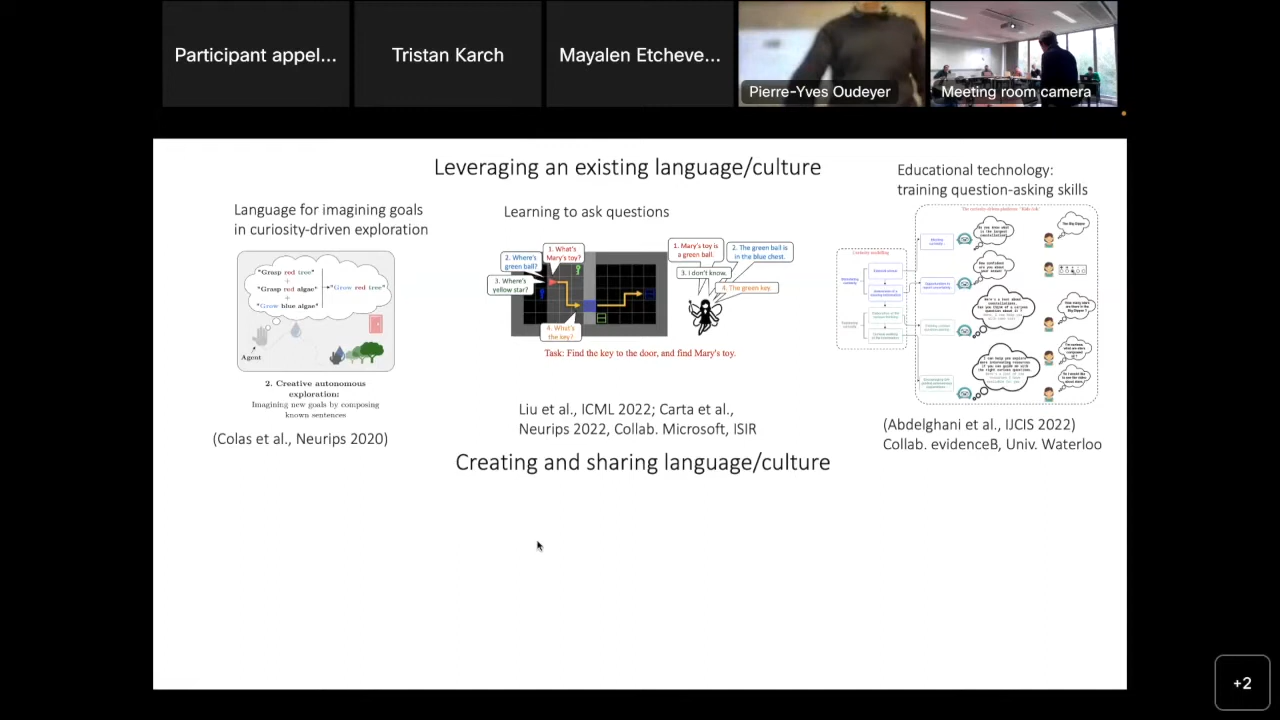 Participant appel...
Tristan Karch
Mayalen Etcheve...
Pierre-Yves Oudeyer
Meeting room camera
Leveraging an existing language/culture
Language for imagining goals
in curiosity-driven exploration
"Grasp red tree"
+
"Grasp red algae"
+
"Grow blue algae"
"Grow red tree"
Agent
2. Creative autonomous
exploration:
Imagining new goals by composing
known sentences
(Colas et al., Neurips 2020)
Learning to ask questions
1. What's
Mary's toy?
2. Where's
green ball?
3. Where's
yellow star?
4. What's
the key?
1. Mary's toy is
a green ball.
2. The green ball is
in the blue chest.
3. I don't know.
4. The green key.
Task: Find the key to the door, and find Mary's toy.
Liu et al., ICML 2022; Carta et al.,
Neurips 2022, Collab. Microsoft, ISIR
Educational technology:
training question-asking skills
The Big Dipper
(Abdelghani et al., IJCIS 2022)
Collab. evidenceB, Univ. Waterloo
Creating and sharing language/culture
+2